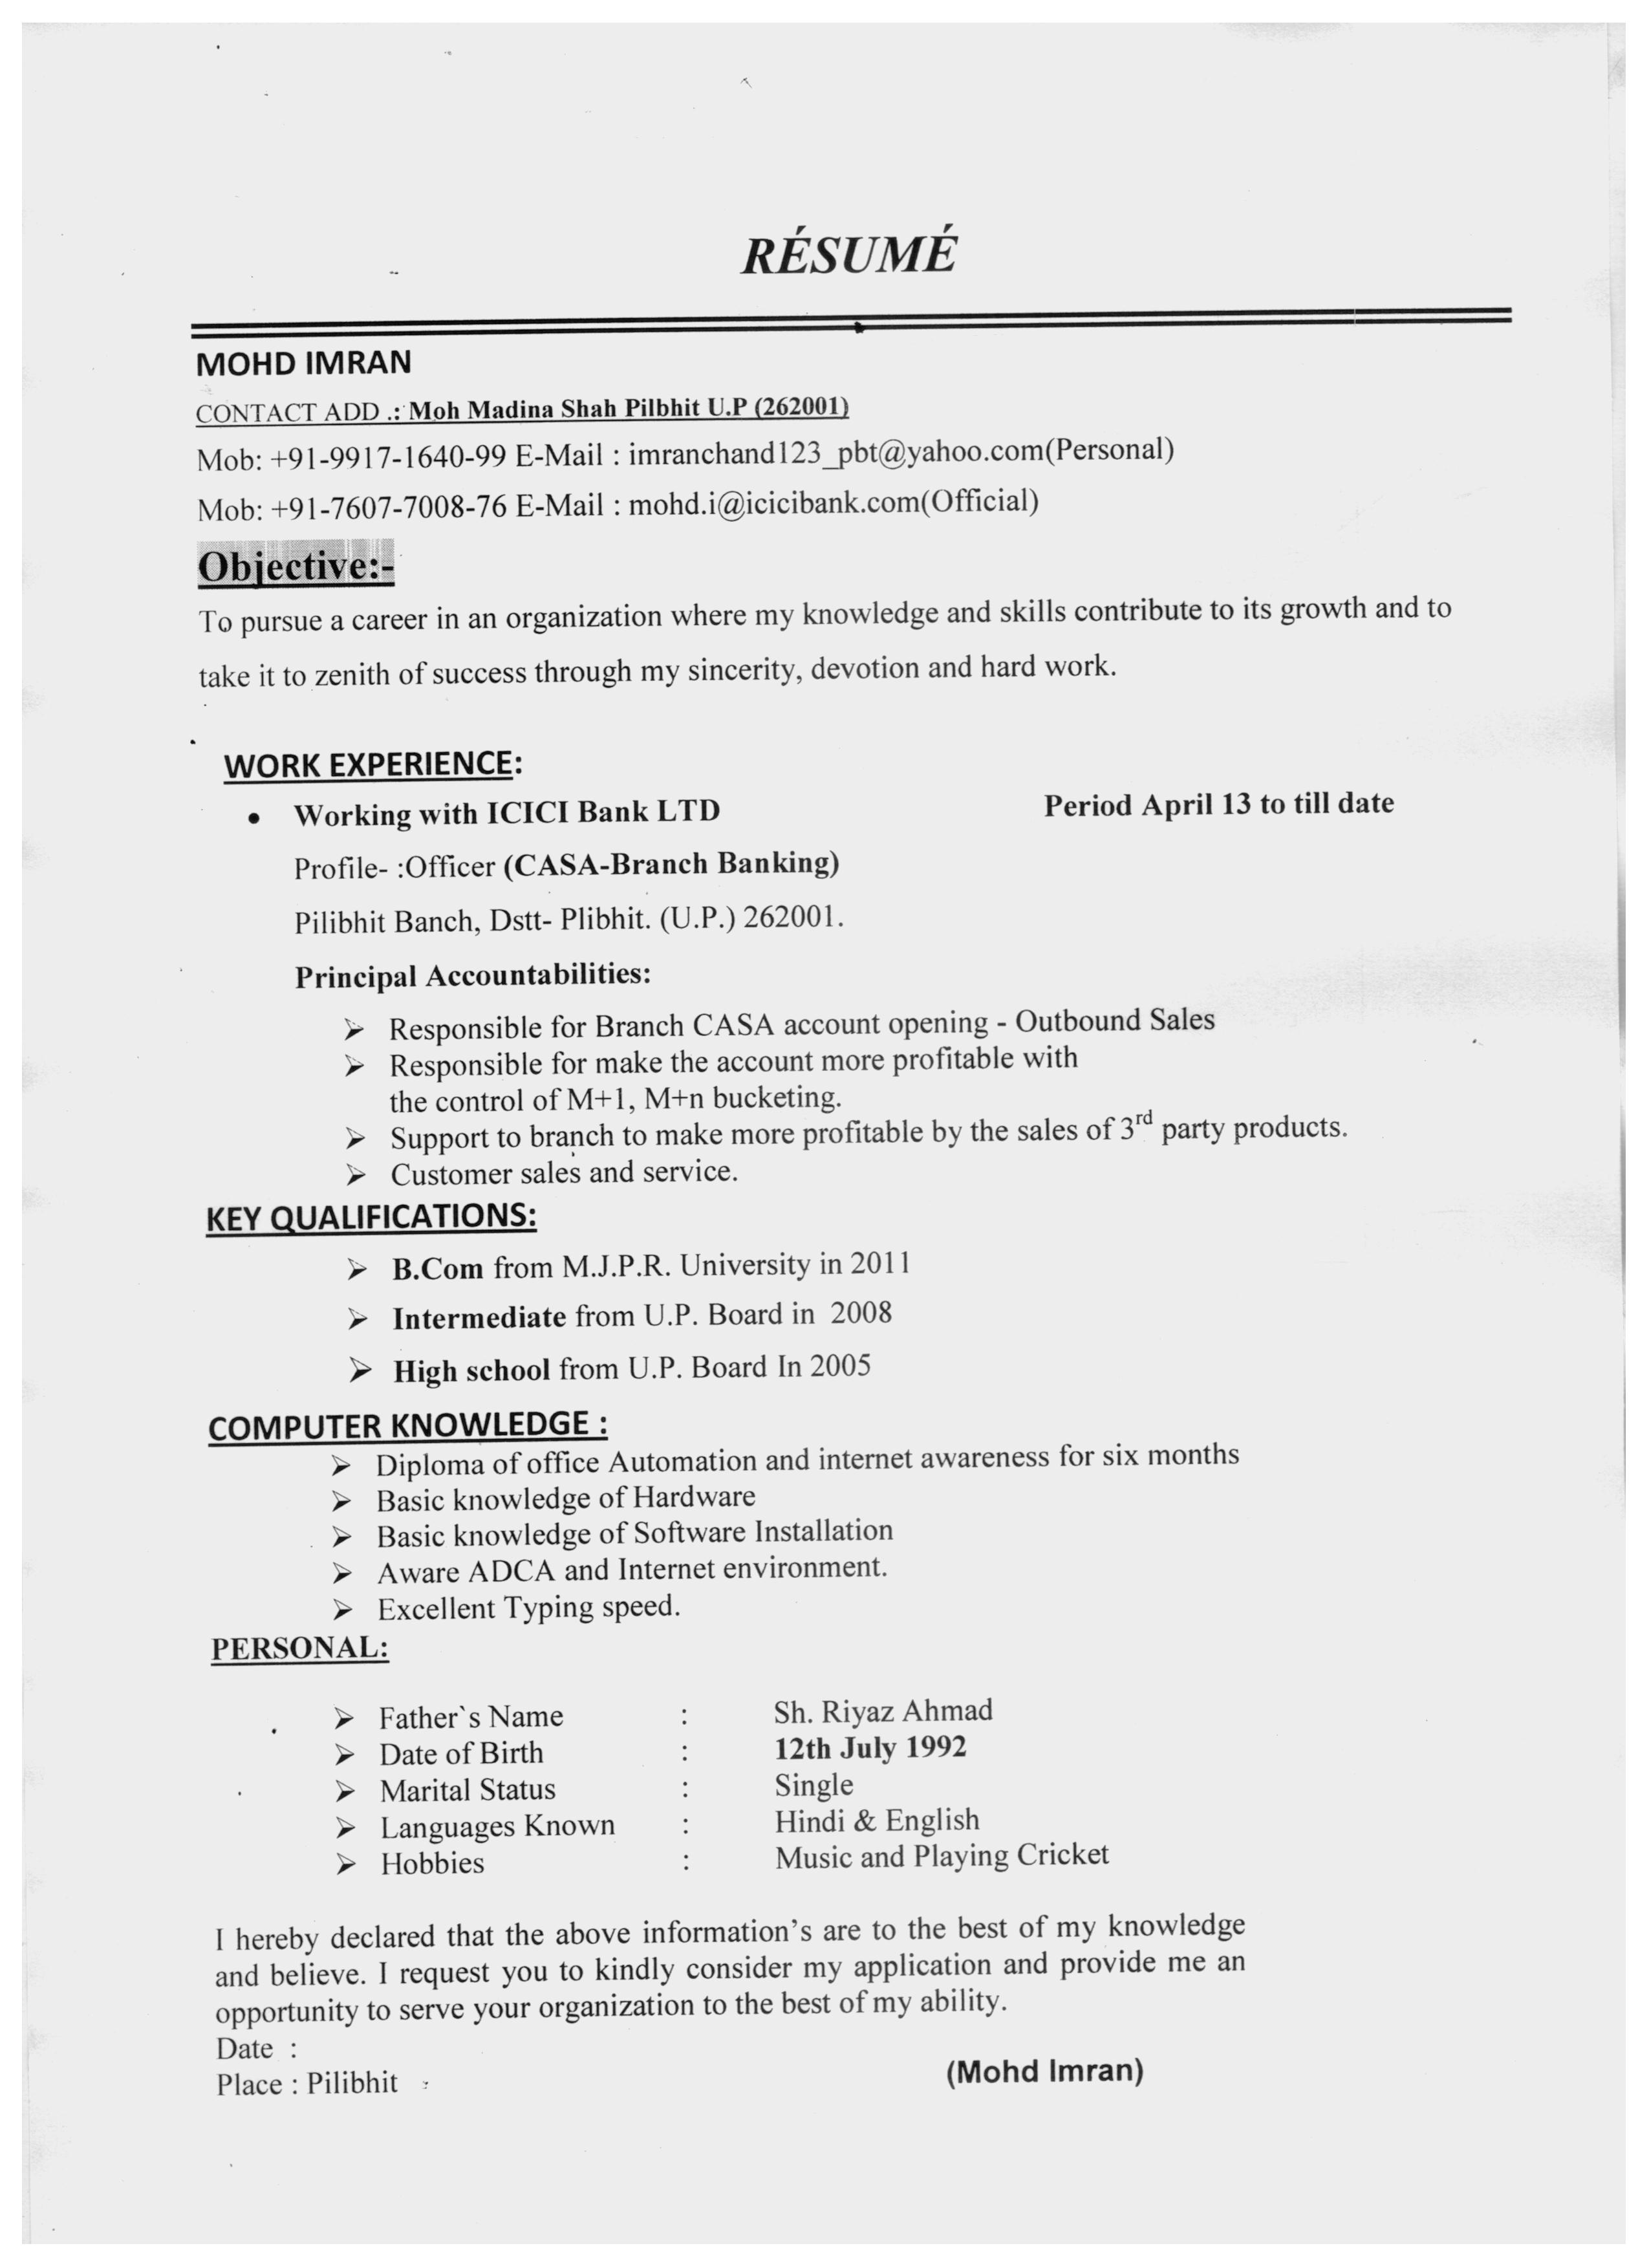 RÉSUMÉ
MOHD IMRAN
CONTACT ADD .: Moh Madina Shah Pilbhit U.P (262001)
Mob: +91-9917-1640-99 E-Mail : imranchand123_pbt@yahoo.com(Personal)
Mob: +91-7607-7008-76 E-Mail : mohd.i@icicibank.com(Official)
Objective:-
To pursue a career in an organization where my knowledge and skills contribute to its growth and to
take it to zenith of success through my sincerity, devotion and hard work.
WORK EXPERIENCE:
• Working with ICICI Bank LTD Period April 13 to till date
Profile- :Officer (CASA-Branch Banking)
Pilibhit Banch, Dstt- Plibhit. (U.P.) 262001.
Principal Accountabilities:
➢ Responsible for Branch CASA account opening - Outbound Sales
➢ Responsible for make the account more profitable with
the control of M+1, M+n bucketing.
➢ Support to branch to make more profitable by the sales of 3rd party products.
➢ Customer sales and service.
KEY QUALIFICATIONS:
➢ B.Com from M.J.P.R. University in 2011
➢ Intermediate from U.P. Board in 2008
➢ High school from U.P. Board In 2005
COMPUTER KNOWLEDGE :
➢ Diploma of office Automation and internet awareness for six months
➢ Basic knowledge of Hardware
➢ Basic knowledge of Software Installation
➢ Aware ADCA and Internet environment.
➢ Excellent Typing speed.
PERSONAL:
➢ Father`s Name : Sh. Riyaz Ahmad
➢ Date of Birth : 12th July 1992
➢ Marital Status : Single
➢ Languages Known : Hindi & English
➢ Hobbies : Music and Playing Cricket
I hereby declared that the above information’s are to the best of my knowledge
and believe. I request you to kindly consider my application and provide me an
opportunity to serve your organization to the best of my ability.
Date :
Place : Pilibhit (Mohd Imran)